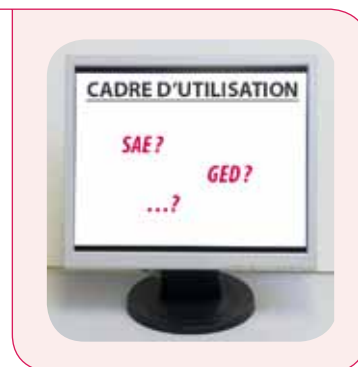 CADRE D'UTILISATION
SAE ?
GED ?
...?